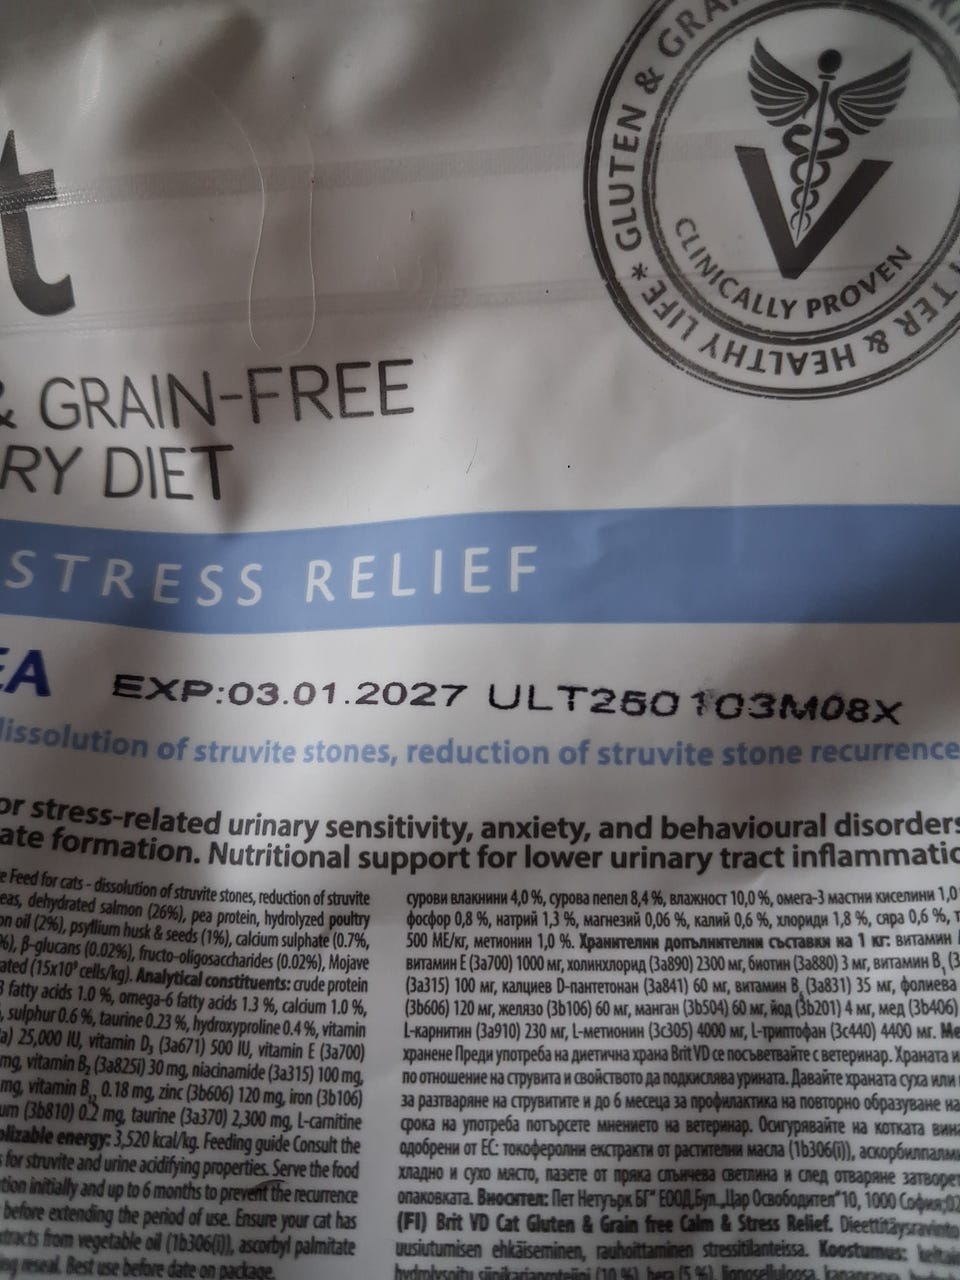 t
GLUTEN & GRA
CLINICALLY PROVEN
TER & HEALTHY LIFE *
& GRAIN-FREE
RY DIET
STRESS RELIEF
EA
EXP:03.01.2027 ULT250103M08X
dissolution of struvite stones, reduction of struvite stone recurrence
or stress-related urinary sensitivity, anxiety, and behavioural disorders
ate formation. Nutritional support for lower urinary tract inflammatio
e Feed for cats - dissolution of struvite stones, reduction of struvite
eas, dehydrated salmon (26%), pea protein, hydrolyzed poultry
on oil (2%), psyllium husk & seeds (1%), calcium sulphate (0.7%,
%), β-glucans (0.02%), fructo-oligosaccharides (0.02%), Mojave
ated (15x10⁹ cells/kg). Analytical constituents: crude protein
3 fatty acids 1.0 %, omega-6 fatty acids 1.3 %, calcium 1.0 %,
, sulphur 0.6 %, taurine 0.23 %, hydroxyproline 0.4 %, vitamin
a) 25,000 IU, vitamin D₃ (3a671) 500 IU, vitamin E (3a700)
mg, vitamin B₂ (3a825i) 30 mg, niacinamide (3a315) 100 mg,
mg, vitamin B₁₂ 0.18 mg, zinc (3b606) 120 mg, iron (3b106)
um (3b810) 0.2 mg, taurine (3a370) 2,300 mg, L-carnitine
olizable energy: 3,520 kcal/kg. Feeding guide Consult the
s for struvite and urine acidifying properties. Serve the food
tion initially and up to 6 months to prevent the recurrence
before extending the period of use. Ensure your cat has
xtracts from vegetable oil (1b306(i)), ascorbyl palmitate
ing reseal. Best use before date on package.
сурови влакнини 4,0 %, сурова пепел 8,4 %, влажност 10,0 %, омега-3 мастни киселини 1,0
фосфор 0,8 %, натрий 1,3 %, магнезий 0,06 %, калий 0,6 %, хлориди 1,8 %, сяра 0,6 %, т
500 МЕ/кг, метионин 1,0 %. Хранителни допълнителни съставки на 1 кг: витамин
витамин Е (3а700) 1000 мг, холинхлорид (3а890) 2300 мг, биотин (3а880) 3 мг, витамин B₁ (3
(3а315) 100 мг, калциев D-пантетонан (3а841) 60 мг, витамин B₆ (3а831) 35 мг, фолиева
(3b606) 120 мг, желязо (3b106) 60 мг, манган (3b504) 60 мг, йод (3b201) 4 мг, мед (3b406)
L-карнитин (3а910) 230 мг, L-метионин (3c305) 4000 мг, L-триптофан (3c440) 4400 мг. Ме
хранене Преди употреба на диетична храна Brit VD се посъветвайте с ветеринар. Храната и
по отношение на струвита и свойството да подкислява урината. Давайте храната суха или
за разтваряне на струвитите и до 6 месеца за профилактика на повторно образуване на
срока на употреба потърсете мнението на ветеринар. Осигурявайте на котката вина
одобрени от ЕС: токоферолни екстракти от растителни масла (1b306(i)), аскорбилпалми
хладно и сухо място, пазете от пряка слънчева светлина и след отваряне затворет
опаковката. Вносител: Пет Нетуърк БГ" ЕООД,Бул.„Цар Освободител"10, 1000 София;02
(FI) Brit VD Cat Gluten & Grain free Calm & Stress Relief. Dieettitäysravinto
uusiutumisen ehkäiseminen, rauhoittaminen stressitilanteissa. Koostumus: